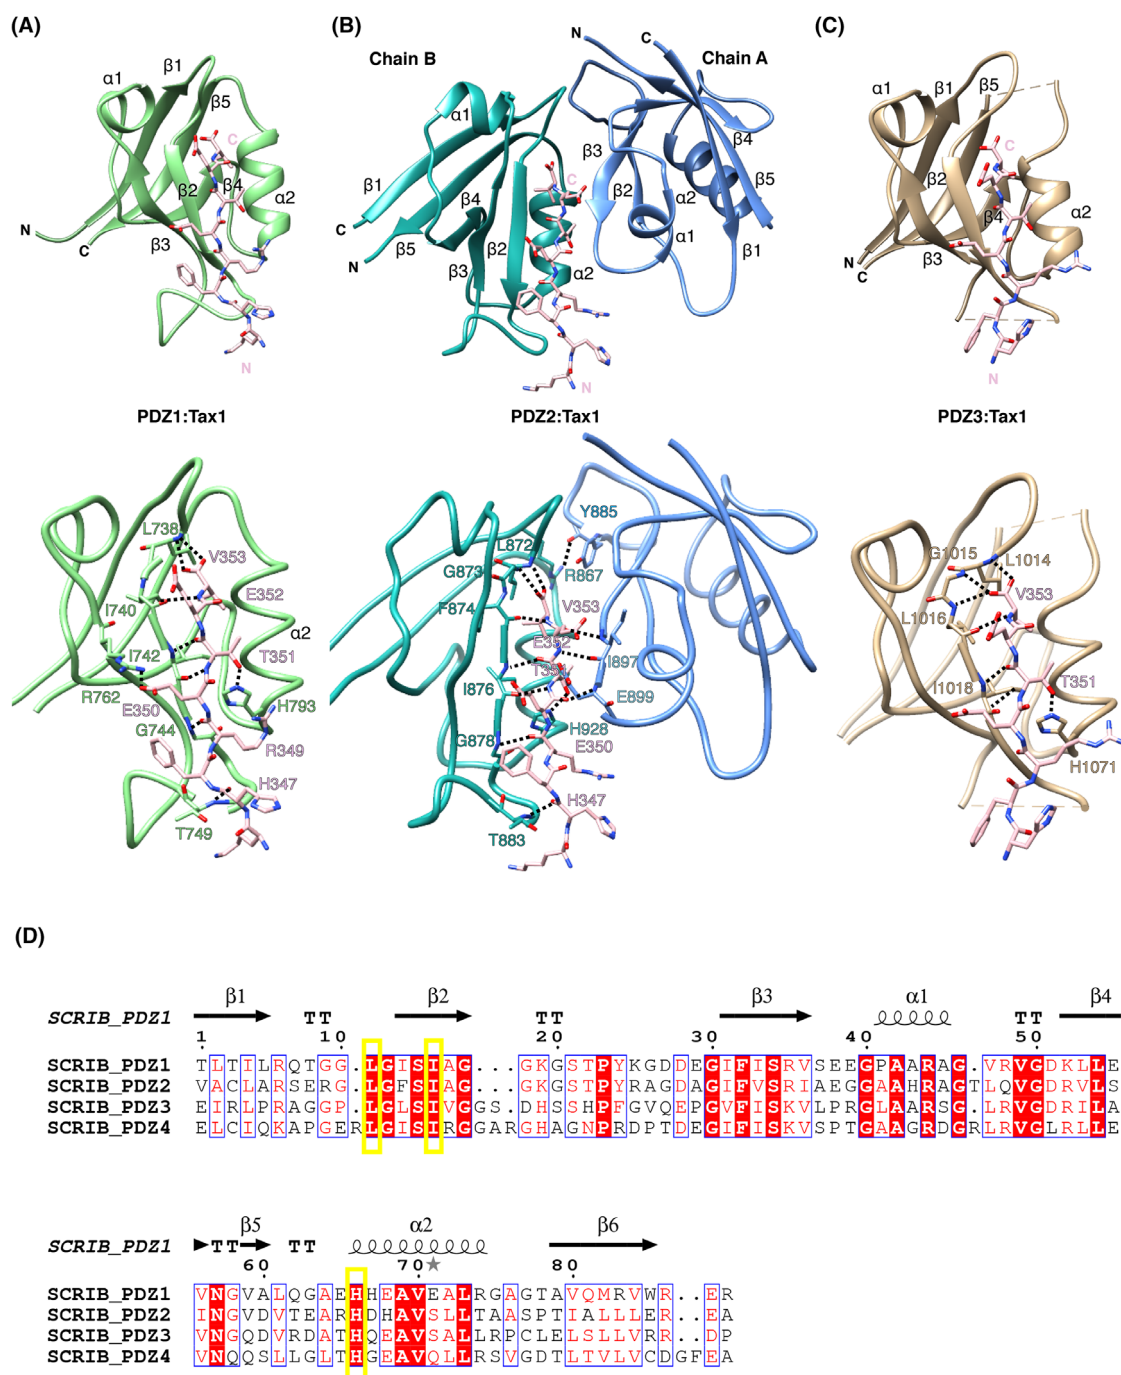 (A)
(B)
(C)
N
C
Chain B
Chain A
β1
α1
β5
C
β2
β4
α2
N
β3
C
N
α1
β3
β4
β1
C
β2
α2
β5
C
β4
β2
α1
β1
N
β5
β3
α2
N
α1
β1
β5
C
β2
β4
α2
N
C
β3
N
PDZ1:Tax1
PDZ2:Tax1
PDZ3:Tax1
L738
V353
I740
E352
α2
I742
T351
R762
E350
H793
G744
R349
H347
T749
Y885
L872
G873
R867
F874
V353
E352
I897
T351
I876
E899
H928
G878
E350
H347
T883
G1015
L1014
V353
L1016
I1018
T351
H1071
(D)
β1 β2 β3 α1 β4
SCRIB_PDZ1 TT TT TT
1 10 20 30 40 50
SCRIB_PDZ1 TLTILRQTGG.LGISIAG...GKGSTPYKGDDEGIFISRVSEEGPAARAG.VRVGDKLLE
SCRIB_PDZ2 VACLARSERG.LGFSIAG...GKGSTPYRAGDAGIFVSRIAEGGAAHRAGTLQVGDRVLS
SCRIB_PDZ3 EIRLPRAGGP.LGLSIVGGS.DHSSHPFGVQEPGVFISKVLPRGLAARSG.LRVGDRILA
SCRIB_PDZ4 ELCIQKAPGERLGISIRGGARGHAGNPRDPTDEGIFISKVSPTGAAGRDGRLRVGLRLLE
β5 α2 β6
SCRIB_PDZ1 TT TT
60 70 80
SCRIB_PDZ1 VNGVALQGAEHHEAVEALRGAGTAVQMRVWR..ER
SCRIB_PDZ2 INGVDVTEARHDHAVSLLTAASPTIALLLER..EA
SCRIB_PDZ3 VNGQDVRDATHQEAVSALLRPCLELSLLVRR..DP
SCRIB_PDZ4 VNQQSLLGLTHGEAVQLLRSVGDTLTVLVCDGFEA